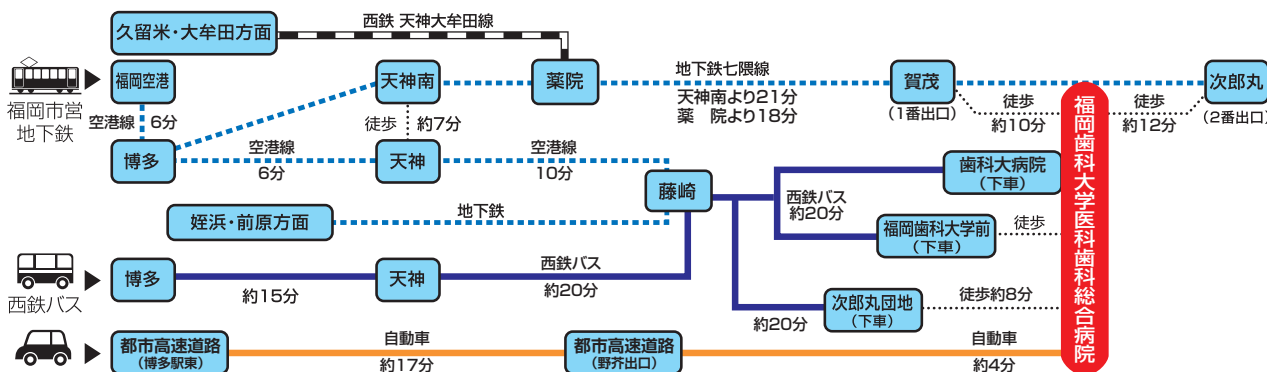 西鉄 天神大牟田線
久留米・大牟田方面
福岡市営
地下鉄
福岡空港
天神南
薬院
地下鉄七隈線
天神南より21分
薬 院より18分
賀茂
(1番出口)
次郎丸
(2番出口)
徒歩
約10分
徒歩
約12分
空港線
6分
徒歩
約7分
博多
空港線
6分
天神
空港線
10分
藤崎
姪浜・前原方面
地下鉄
西鉄バス
約20分
歯科大病院
(下車)
福岡歯科大学前
(下車)
徒歩
西鉄バス
博多
約15分
天神
西鉄バス
約20分
約20分
次郎丸団地
(下車)
徒歩約8分
都市高速道路
(博多駅東)
自動車
約17分
都市高速道路
(野芥出口)
自動車
約4分
福岡歯科大学医科歯科総合病院